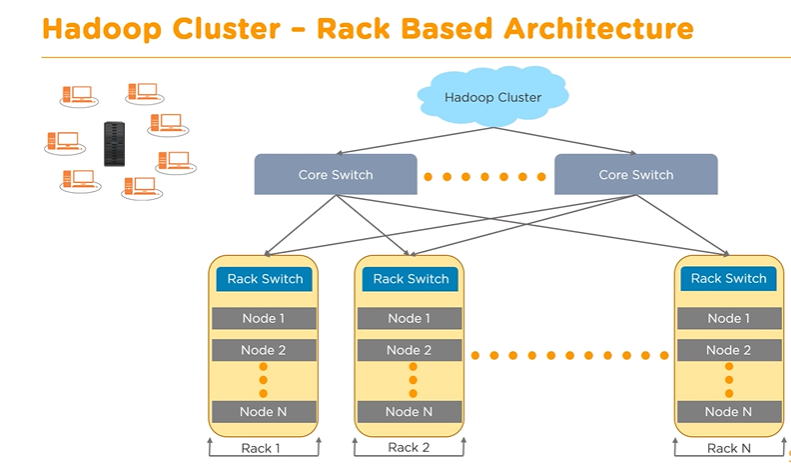 Hadoop Cluster – Rack Based Architecture
Hadoop Cluster
Core Switch
Core Switch
Rack Switch
Node 1
Node 2
Node N
Rack 1
Rack Switch
Node 1
Node 2
Node N
Rack 2
Rack Switch
Node 1
Node 2
Node N
Rack N